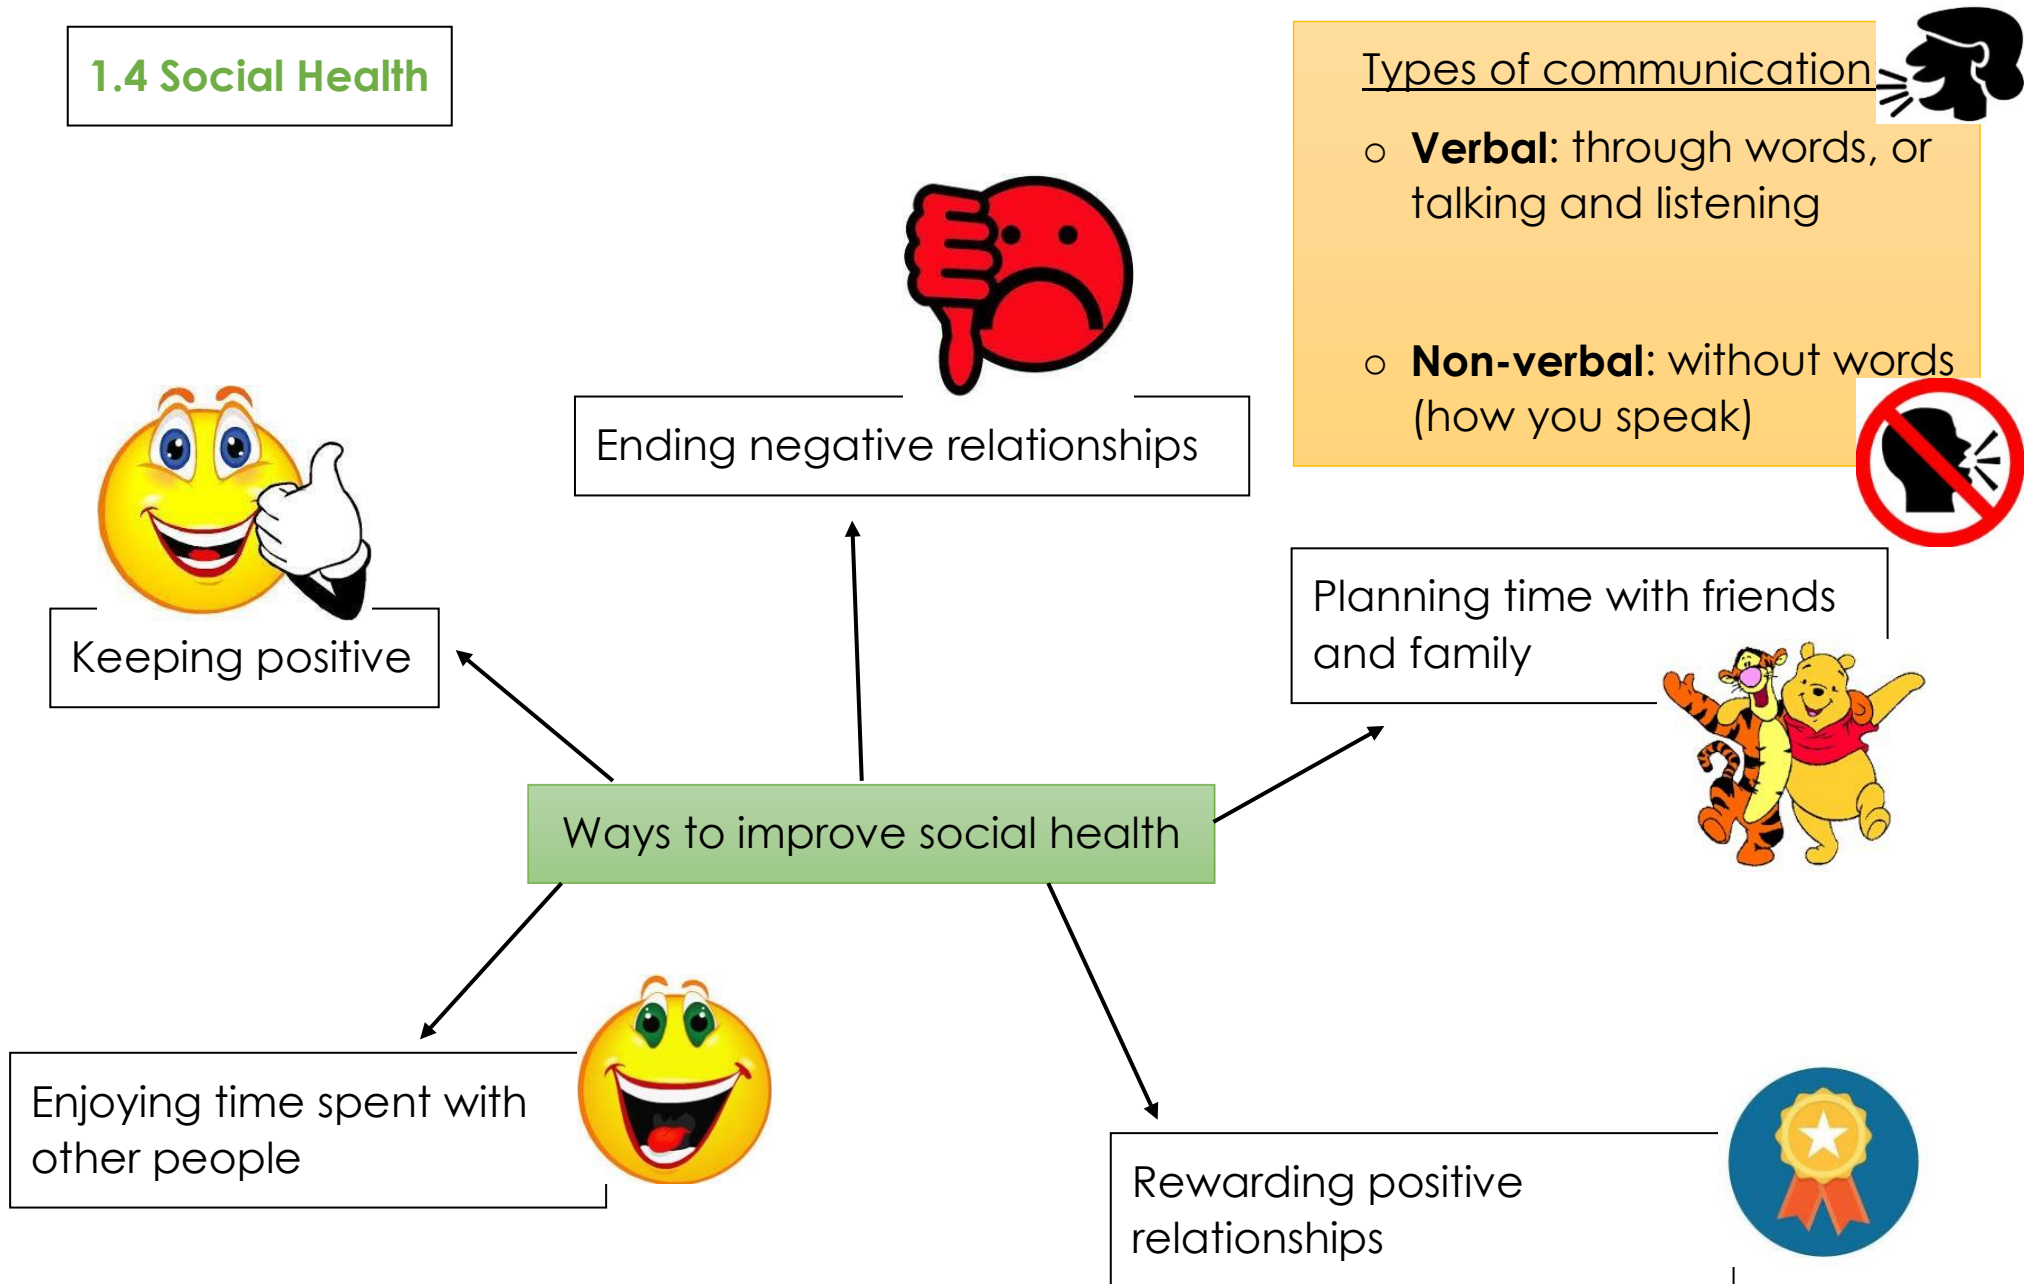 1.4 Social Health
Types of communication
o Verbal: through words, or
talking and listening
o Non-verbal: without words
(how you speak)
Ending negative relationships
Keeping positive
Planning time with friends
and family
Ways to improve social health
Enjoying time spent with
other people
Rewarding positive
relationships